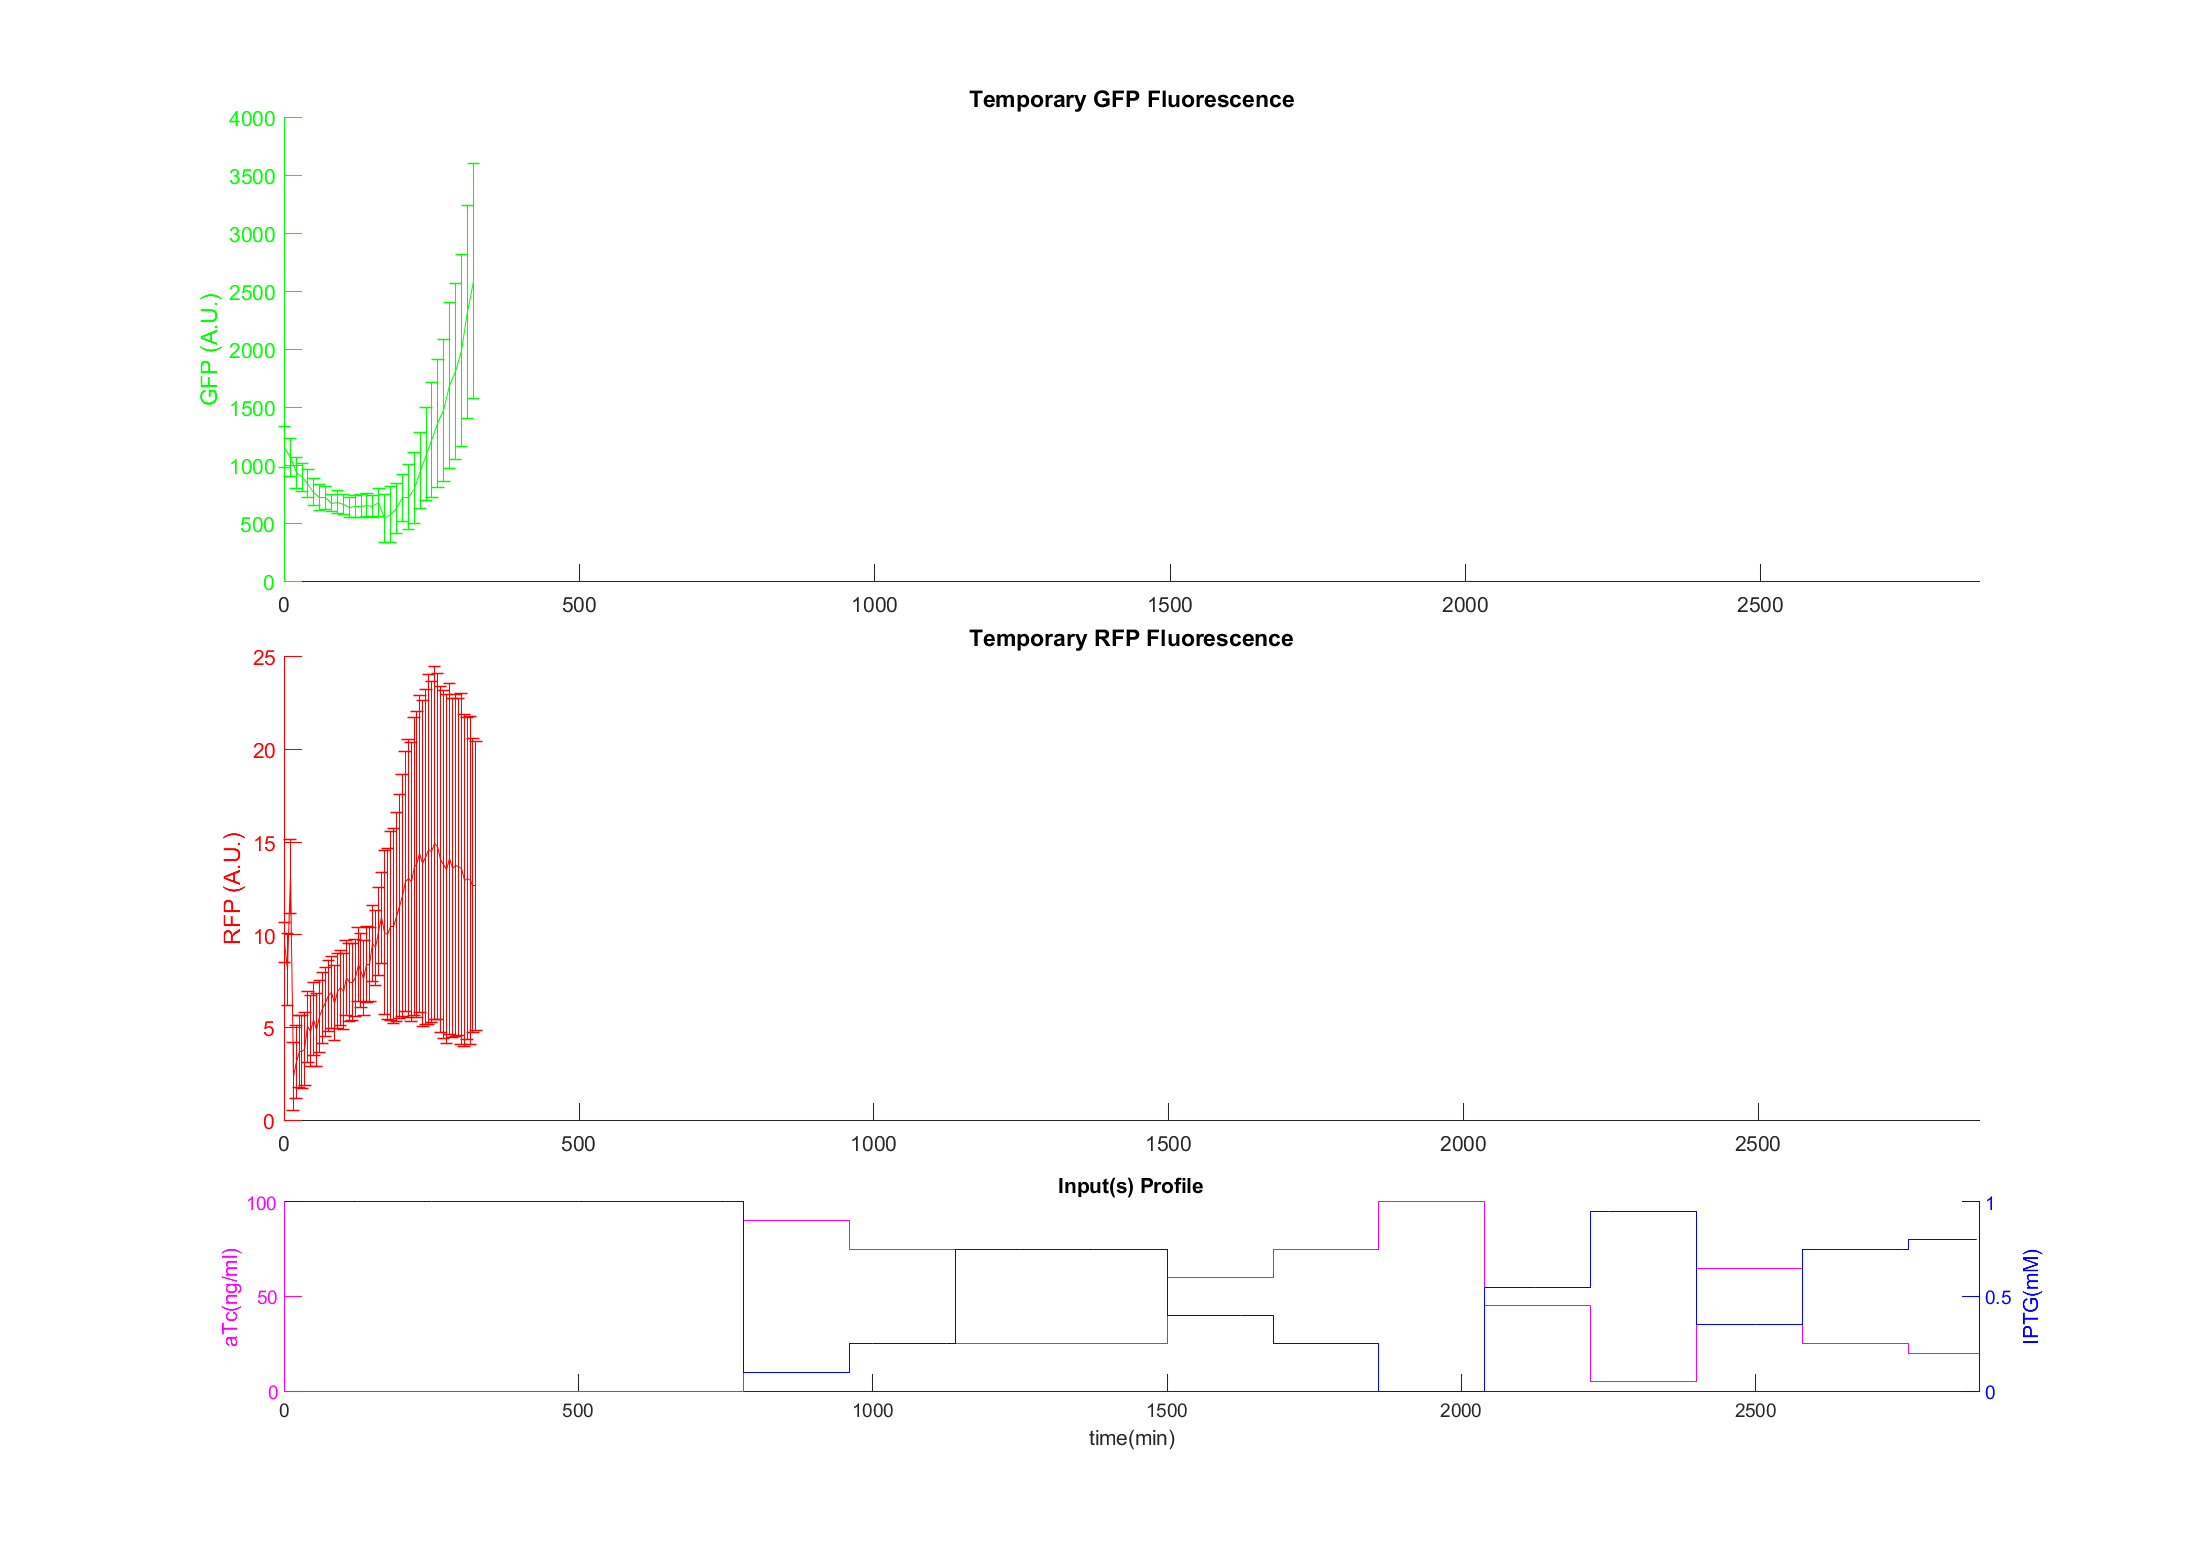 Temporary GFP Fluorescence
4000
3500
3000
2500
2000
1500
1000
500
0
GFP (A.U.)
0 500 1000 1500 2000 2500
Temporary RFP Fluorescence
25
20
15
10
5
0
RFP (A.U.)
0 500 1000 1500 2000 2500
Input(s) Profile
100
50
0
aTc(ng/ml)
1
0.5
0
IPTG(mM)
0 500 1000 1500 2000 2500
time(min)